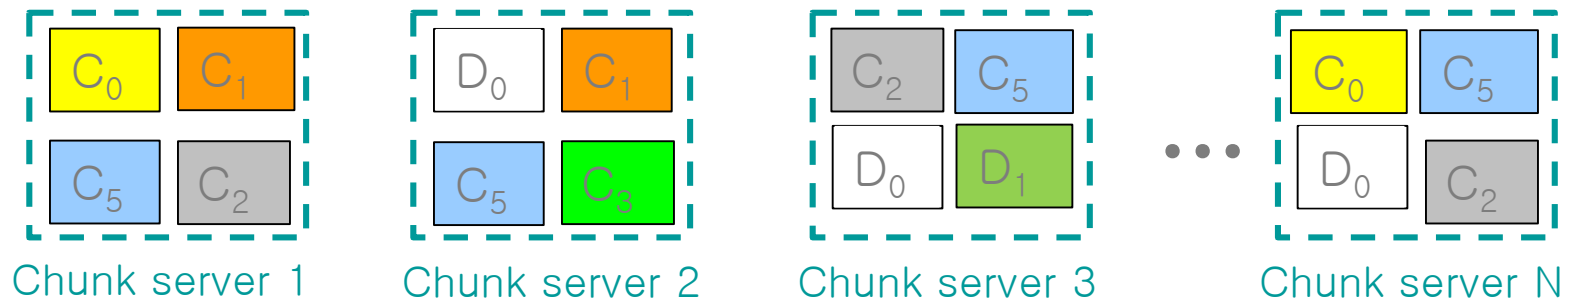 C0 C1
C5 C2
Chunk server 1
D0 C1
C5 C3
Chunk server 2
C2 C5
D0 D1
Chunk server 3
...
C0 C5
D0 C2
Chunk server N